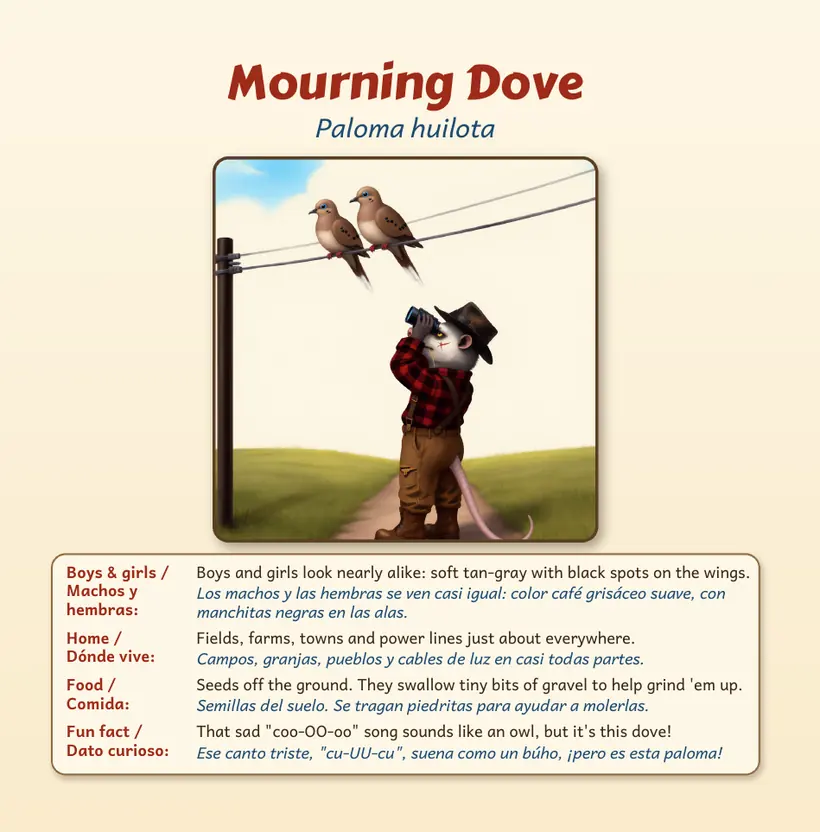 Mourning Dove
Paloma huilota
Boys & girls /
Machos y
hembras:
Boys and girls look nearly alike: soft tan-gray with black spots on the wings.
Los machos y las hembras se ven casi igual: color café grisáceo suave, con
manchitas negras en las alas.
Home /
Dónde vive:
Fields, farms, towns and power lines just about everywhere.
Campos, granjas, pueblos y cables de luz en casi todas partes.
Food /
Comida:
Seeds off the ground. They swallow tiny bits of gravel to help grind 'em up.
Semillas del suelo. Se tragan piedritas para ayudar a molerlas.
Fun fact /
Dato curioso:
That sad "coo-OO-oo" song sounds like an owl, but it's this dove!
Ese canto triste, "cu-UU-cu", suena como un búho, ¡pero es esta paloma!